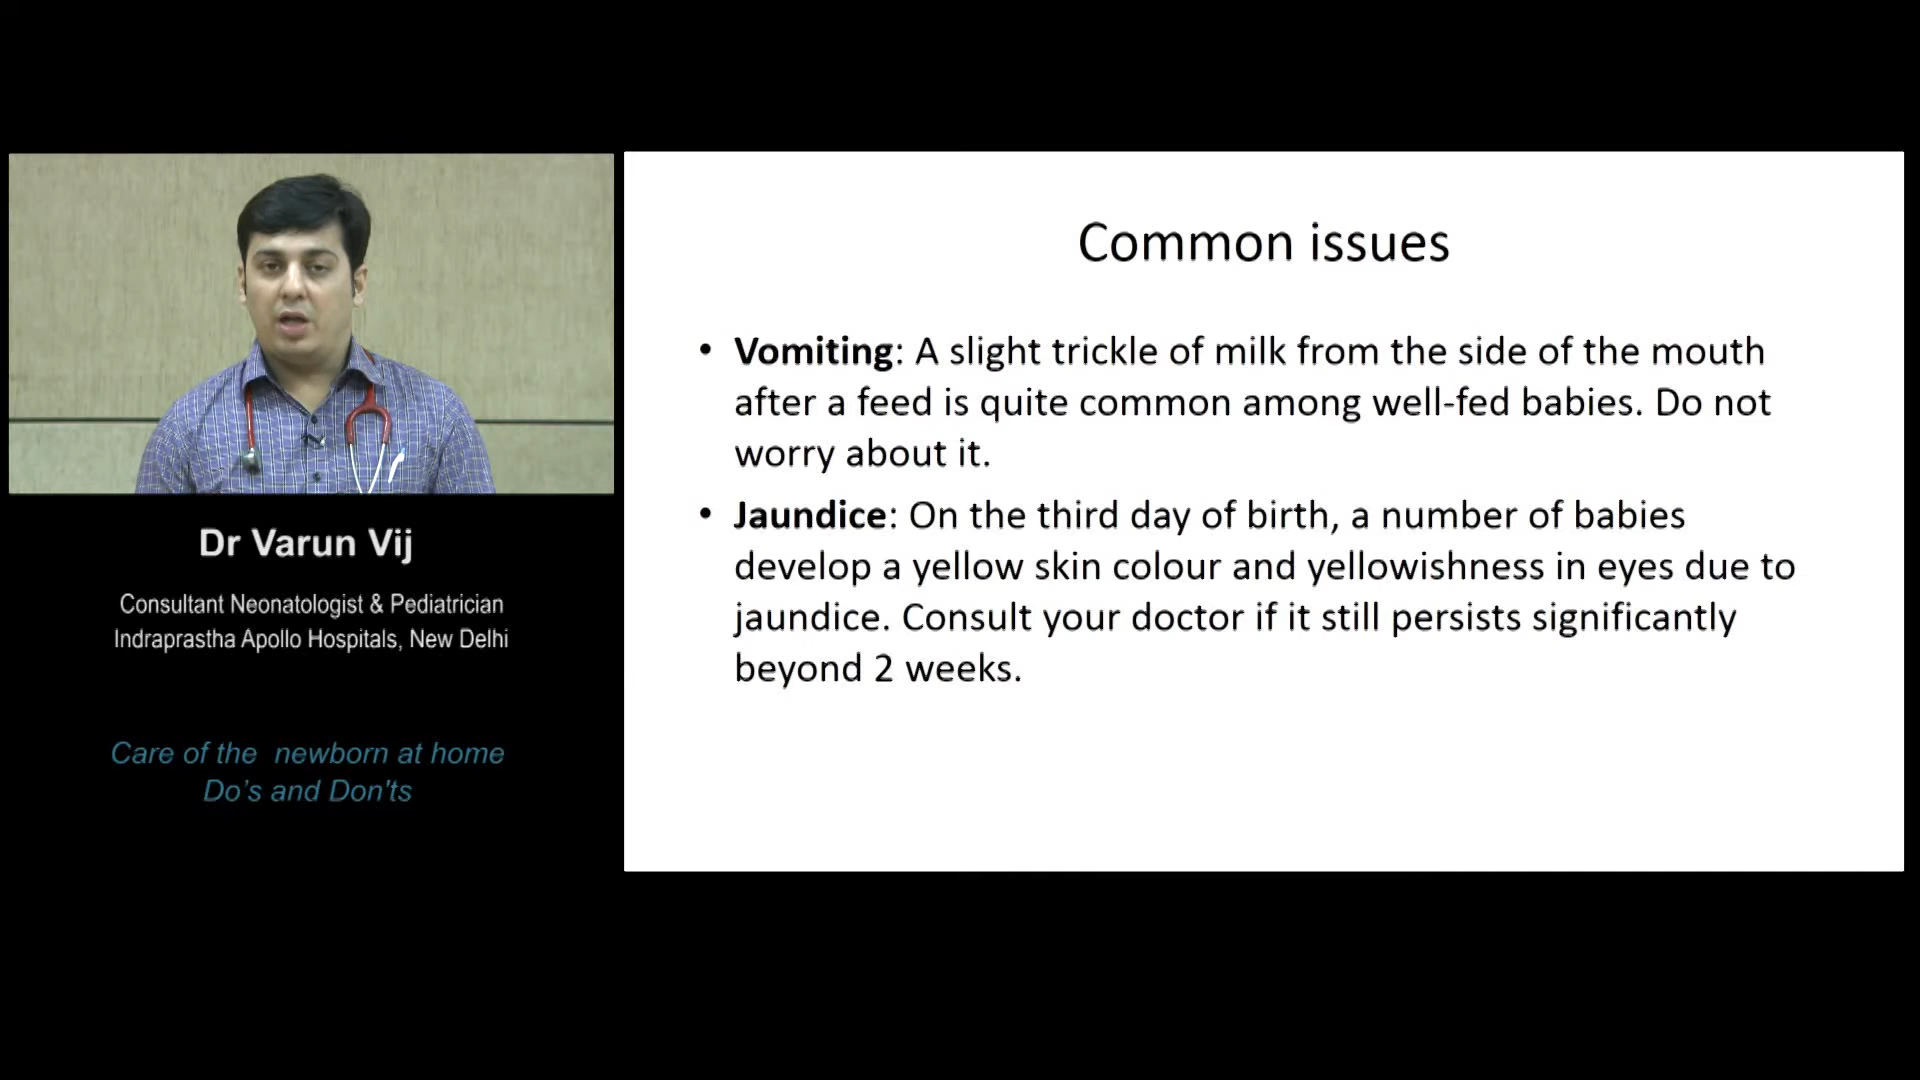 Dr Varun Vij
Consultant Neonatologist & Pediatrician
Indraprastha Apollo Hospitals, New Delhi
Care of the newborn at home
Do’s and Don'ts
Common issues
• Vomiting: A slight trickle of milk from the side of the mouth
after a feed is quite common among well-fed babies. Do not
worry about it.
• Jaundice: On the third day of birth, a number of babies
develop a yellow skin colour and yellowishness in eyes due to
jaundice. Consult your doctor if it still persists significantly
beyond 2 weeks.